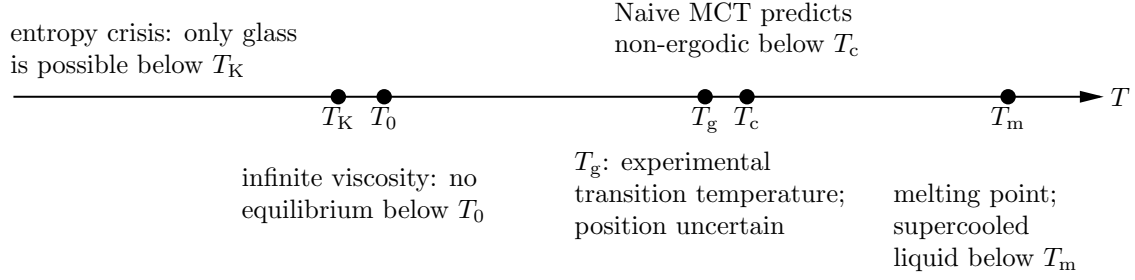 Naive MCT predicts
non-ergodic below T_c
entropy crisis: only glass
is possible below T_K
T
T_K
T_0
T_g
T_c
T_m
infinite viscosity: no
equilibrium below T_0
T_g: experimental
transition temperature;
position uncertain
melting point;
supercooled
liquid below T_m